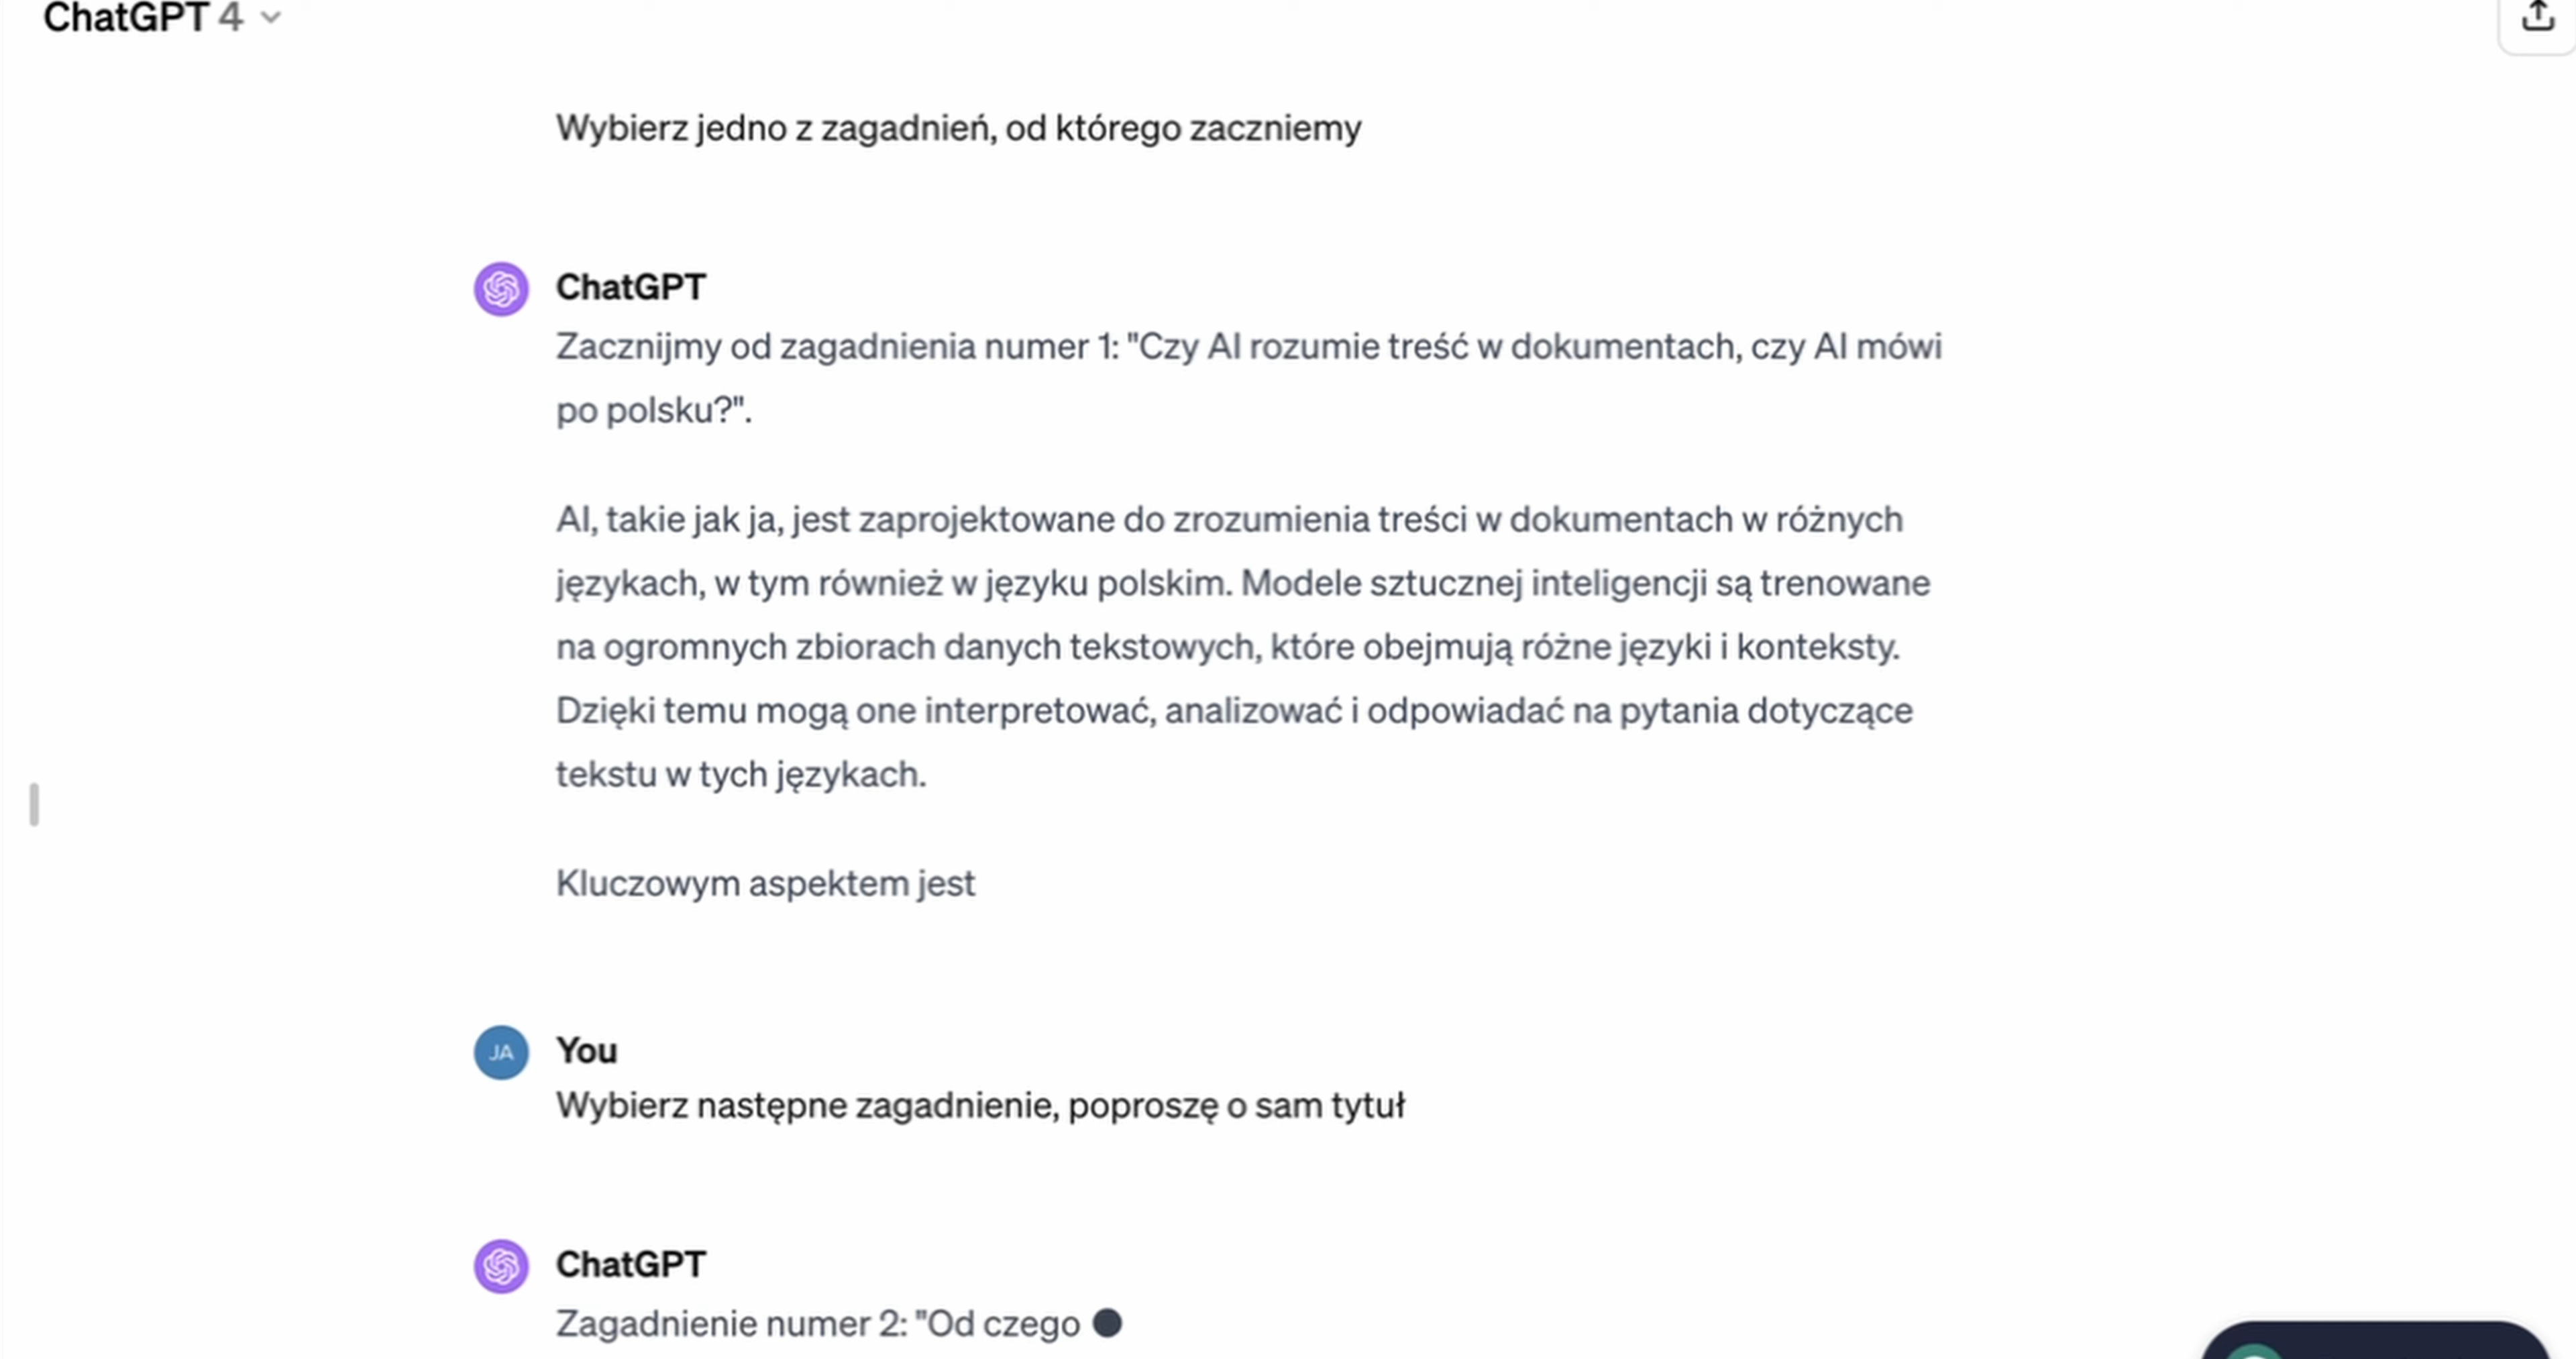 ChatGPT 4
Wybierz jedno z zagadnień, od którego zaczniemy
ChatGPT
Zacznijmy od zagadnienia numer 1: "Czy AI rozumie treść w dokumentach, czy AI mówi
po polsku?".
AI, takie jak ja, jest zaprojektowane do zrozumienia treści w dokumentach w różnych
językach, w tym również w języku polskim. Modele sztucznej inteligencji są trenowane
na ogromnych zbiorach danych tekstowych, które obejmują różne języki i konteksty.
Dzięki temu mogą one interpretować, analizować i odpowiadać na pytania dotyczące
tekstu w tych językach.
Kluczowym aspektem jest
JA You
Wybierz następne zagadnienie, poproszę o sam tytuł
ChatGPT
Zagadnienie numer 2: "Od czego